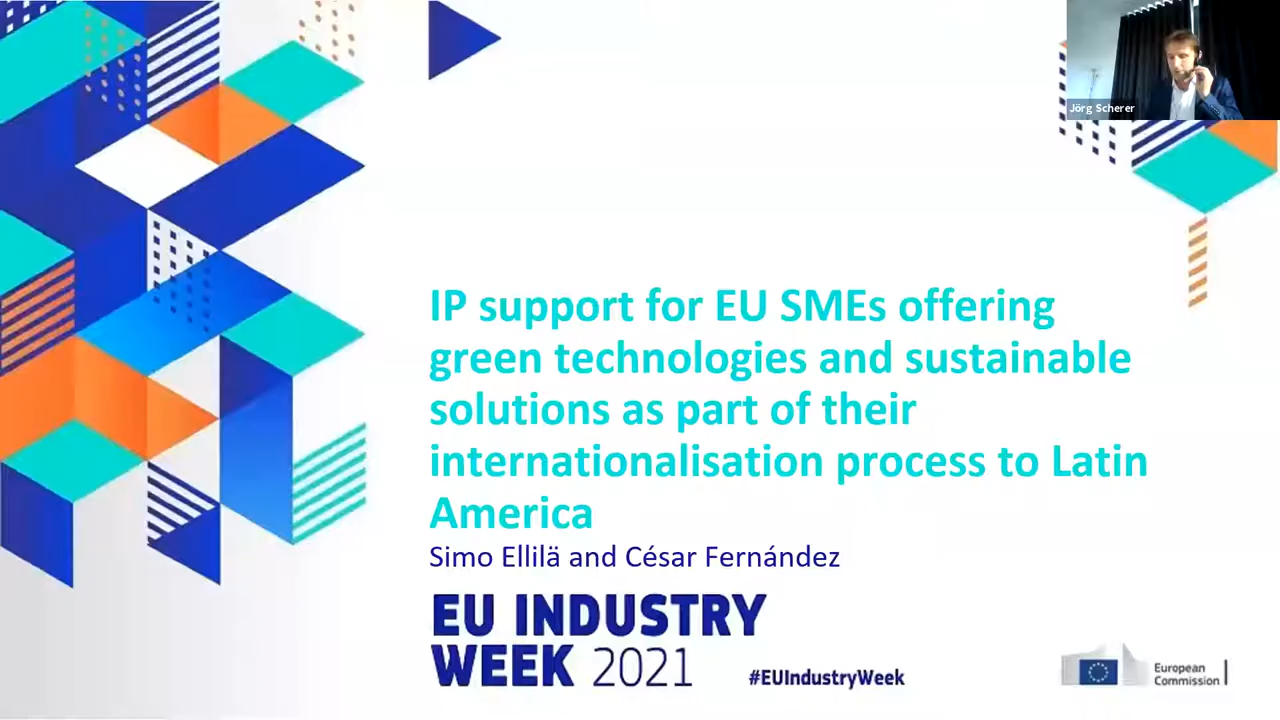 Jörg Scherer
IP support for EU SMEs offering
green technologies and sustainable
solutions as part of their
internationalisation process to Latin
America
Simo Ellilä and César Fernández
EU INDUSTRY
WEEK 2021
#EUIndustryWeek
European
Commission